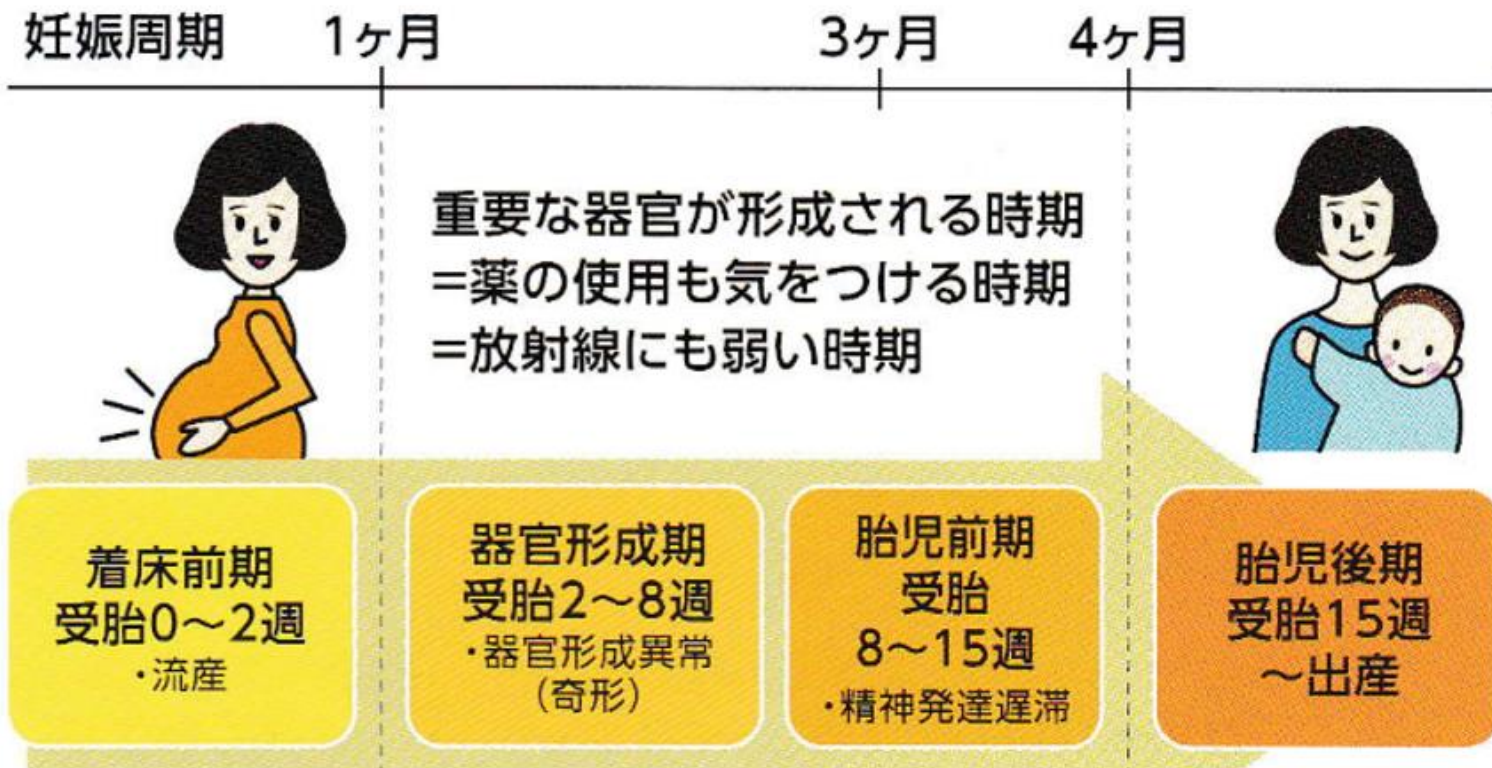 妊娠周期 1ヶ月 3ヶ月 4ヶ月
重要な器官が形成される時期
=薬の使用も気をつける時期
=放射線にも弱い時期
着床前期
受胎0〜2週
・流産
器官形成期
受胎2〜8週
・器官形成異常
(奇形)
胎児前期
受胎
8〜15週
・精神発達遅滞
胎児後期
受胎15週
〜出産